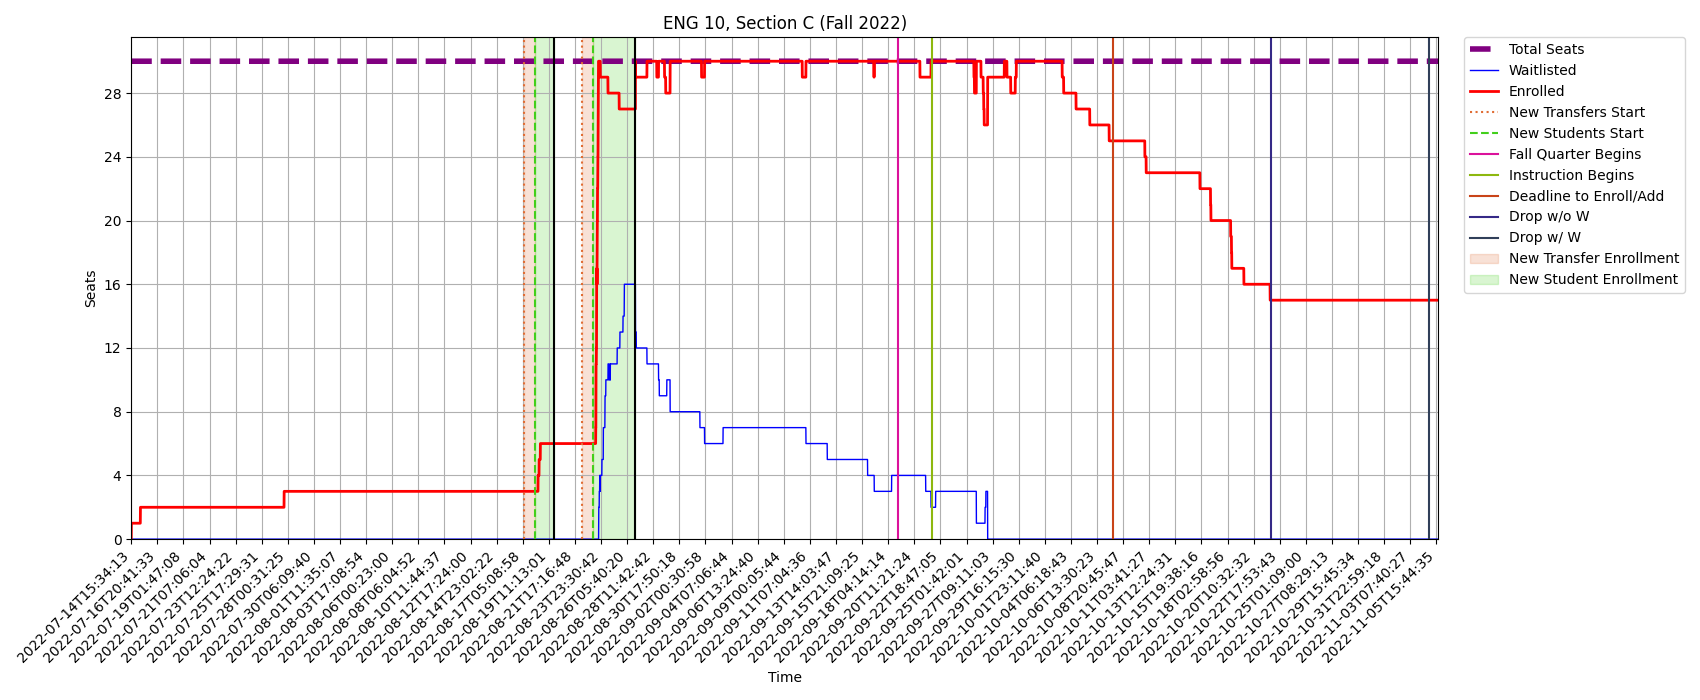 ENG 10, Section C (Fall 2022)
Total Seats
Waitlisted
Enrolled
New Transfers Start
New Students Start
Fall Quarter Begins
Instruction Begins
Deadline to Enroll/Add
Drop w/o W
Drop w/ W
New Transfer Enrollment
New Student Enrollment
Seats
28
24
20
16
12
8
4
0
2022-07-14T15:34:13
2022-07-16T20:41:33
2022-07-19T01:47:08
2022-07-21T07:06:04
2022-07-23T12:24:22
2022-07-25T17:29:31
2022-07-28T00:31:25
2022-07-30T06:09:40
2022-08-01T11:35:07
2022-08-03T17:08:54
2022-08-06T00:23:00
2022-08-08T06:04:52
2022-08-10T11:44:37
2022-08-12T17:24:00
2022-08-14T23:02:22
2022-08-17T05:08:58
2022-08-19T11:13:01
2022-08-21T17:16:48
2022-08-23T23:30:42
2022-08-26T05:40:20
2022-08-28T11:42:42
2022-08-30T17:50:18
2022-09-02T00:30:58
2022-09-04T07:06:44
2022-09-06T13:24:40
2022-09-09T00:05:44
2022-09-11T07:04:36
2022-09-13T14:03:47
2022-09-15T21:09:25
2022-09-18T04:14:14
2022-09-20T11:21:24
2022-09-22T18:47:05
2022-09-25T01:42:01
2022-09-27T09:11:03
2022-09-29T16:15:30
2022-10-01T23:11:40
2022-10-04T06:18:43
2022-10-06T13:30:23
2022-10-08T20:45:47
2022-10-11T03:41:27
2022-10-13T12:24:31
2022-10-15T19:38:16
2022-10-18T02:58:56
2022-10-20T10:32:32
2022-10-22T17:53:43
2022-10-25T01:09:00
2022-10-27T08:29:13
2022-10-29T15:45:34
2022-10-31T22:59:18
2022-11-03T07:40:27
2022-11-05T15:44:35
Time